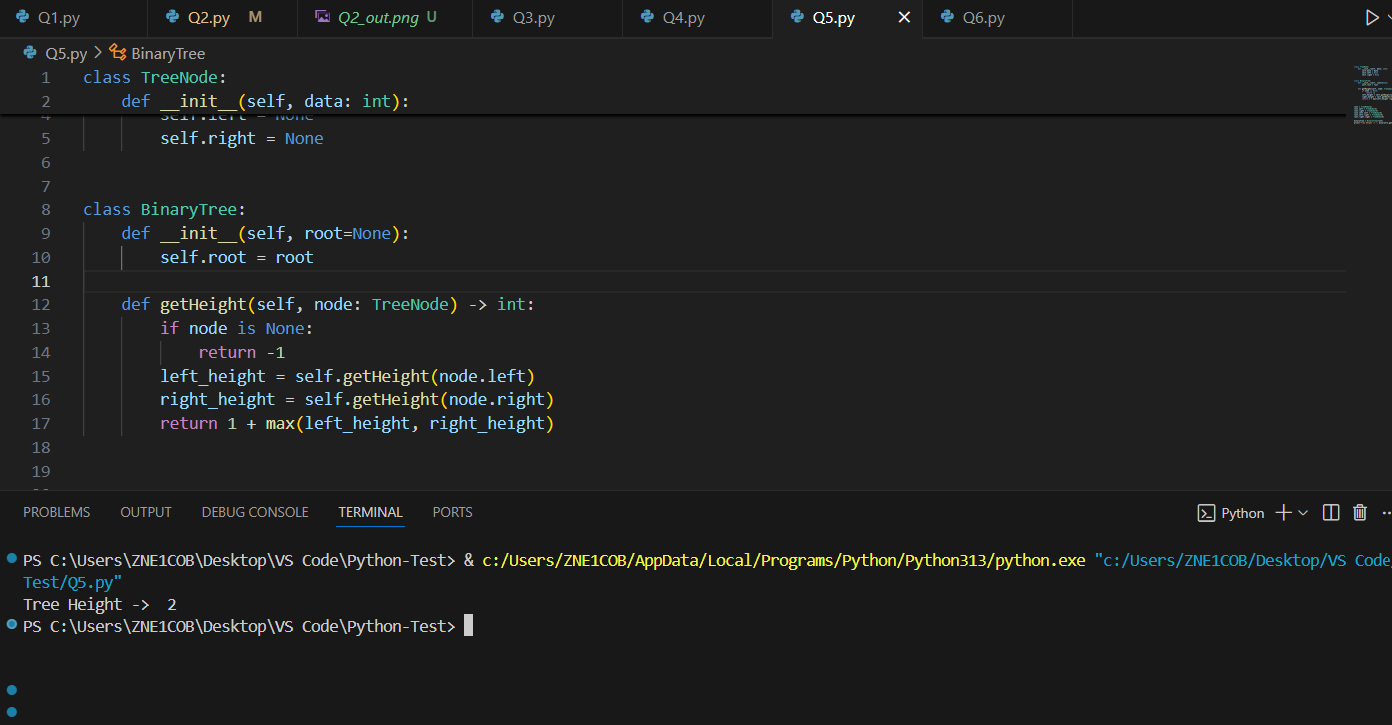 Q1.py Q2.py M Q2_out.png U Q3.py Q4.py Q5.py Q6.py
Q5.py > BinaryTree
1 class TreeNode:
2 def __init__(self, data: int):
4 self.left = None
5 self.right = None
6
7
8 class BinaryTree:
9 def __init__(self, root=None):
10 self.root = root
11
12 def getHeight(self, node: TreeNode) -> int:
13 if node is None:
14 return -1
15 left_height = self.getHeight(node.left)
16 right_height = self.getHeight(node.right)
17 return 1 + max(left_height, right_height)
18
19
PROBLEMS OUTPUT DEBUG CONSOLE TERMINAL PORTS Python
PS C:\Users\ZNE1COB\Desktop\VS Code\Python-Test> & c:/Users/ZNE1COB/AppData/Local/Programs/Python/Python313/python.exe "c:/Users/ZNE1COB/Desktop/VS Code/
Test/Q5.py"
Tree Height -> 2
PS C:\Users\ZNE1COB\Desktop\VS Code\Python-Test>